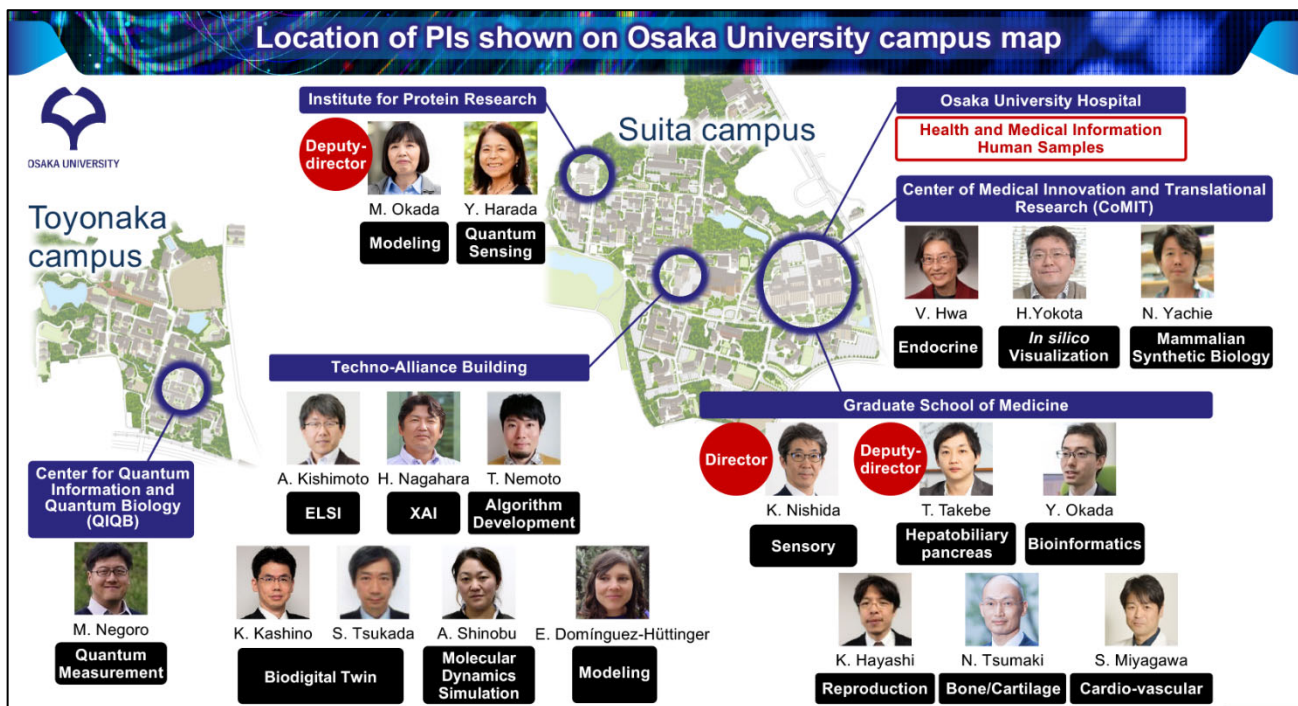 Location of PIs shown on Osaka University campus map
OSAKA UNIVERSITY
Toyonaka
campus
Suita campus
Institute for Protein Research
Deputy-
director
M. Okada
Modeling
Y. Harada
Quantum
Sensing
Osaka University Hospital
Health and Medical Information
Human Samples
Center of Medical Innovation and Translational
Research (CoMIT)
V. Hwa
Endocrine
H.Yokota
In silico
Visualization
N. Yachie
Mammalian
Synthetic Biology
Techno-Alliance Building
A. Kishimoto
ELSI
H. Nagahara
XAI
T. Nemoto
Algorithm
Development
K. Kashino
S. Tsukada
Biodigital Twin
A. Shinobu
Molecular
Dynamics
Simulation
E. Domínguez-Hüttinger
Modeling
Center for Quantum
Information and
Quantum Biology
(QIQB)
M. Negoro
Quantum
Measurement
Graduate School of Medicine
Director
K. Nishida
Sensory
Deputy-
director
T. Takebe
Hepatobiliary
pancreas
Y. Okada
Bioinformatics
K. Hayashi
Reproduction
N. Tsumaki
Bone/Cartilage
S. Miyagawa
Cardio-vascular